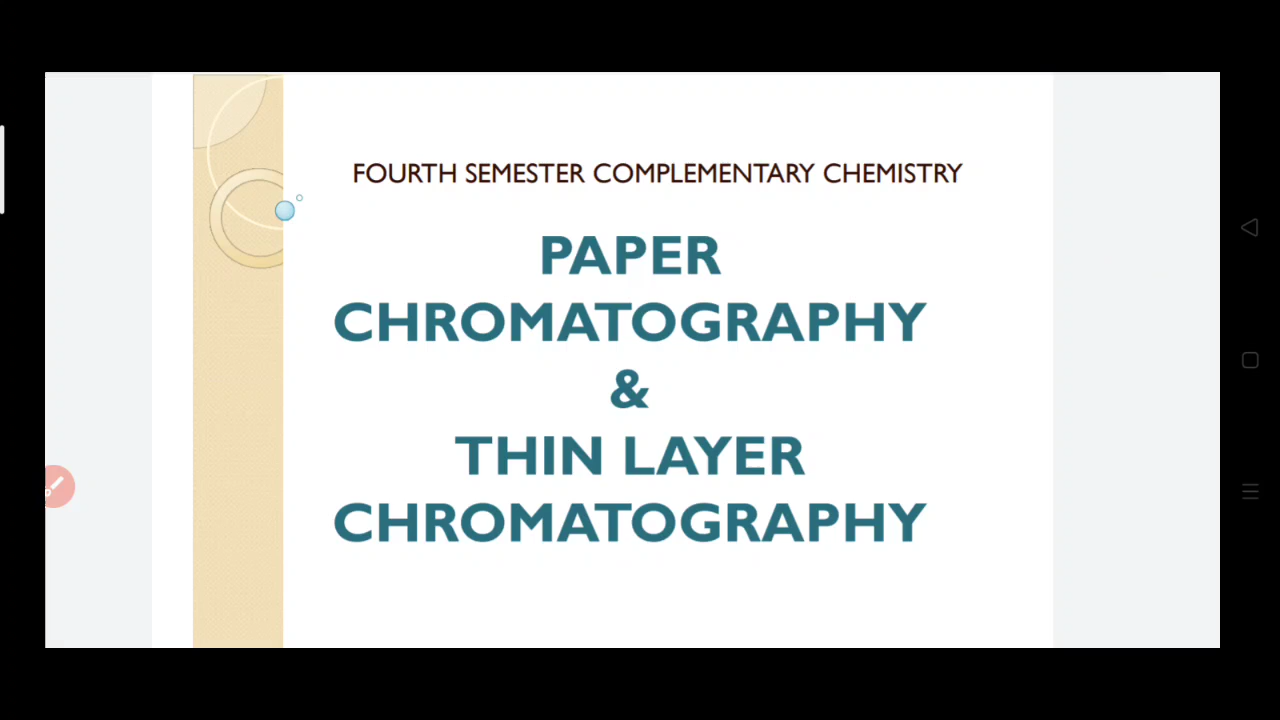 FOURTH SEMESTER COMPLEMENTARY CHEMISTRY
PAPER
CHROMATOGRAPHY
&
THIN LAYER
CHROMATOGRAPHY